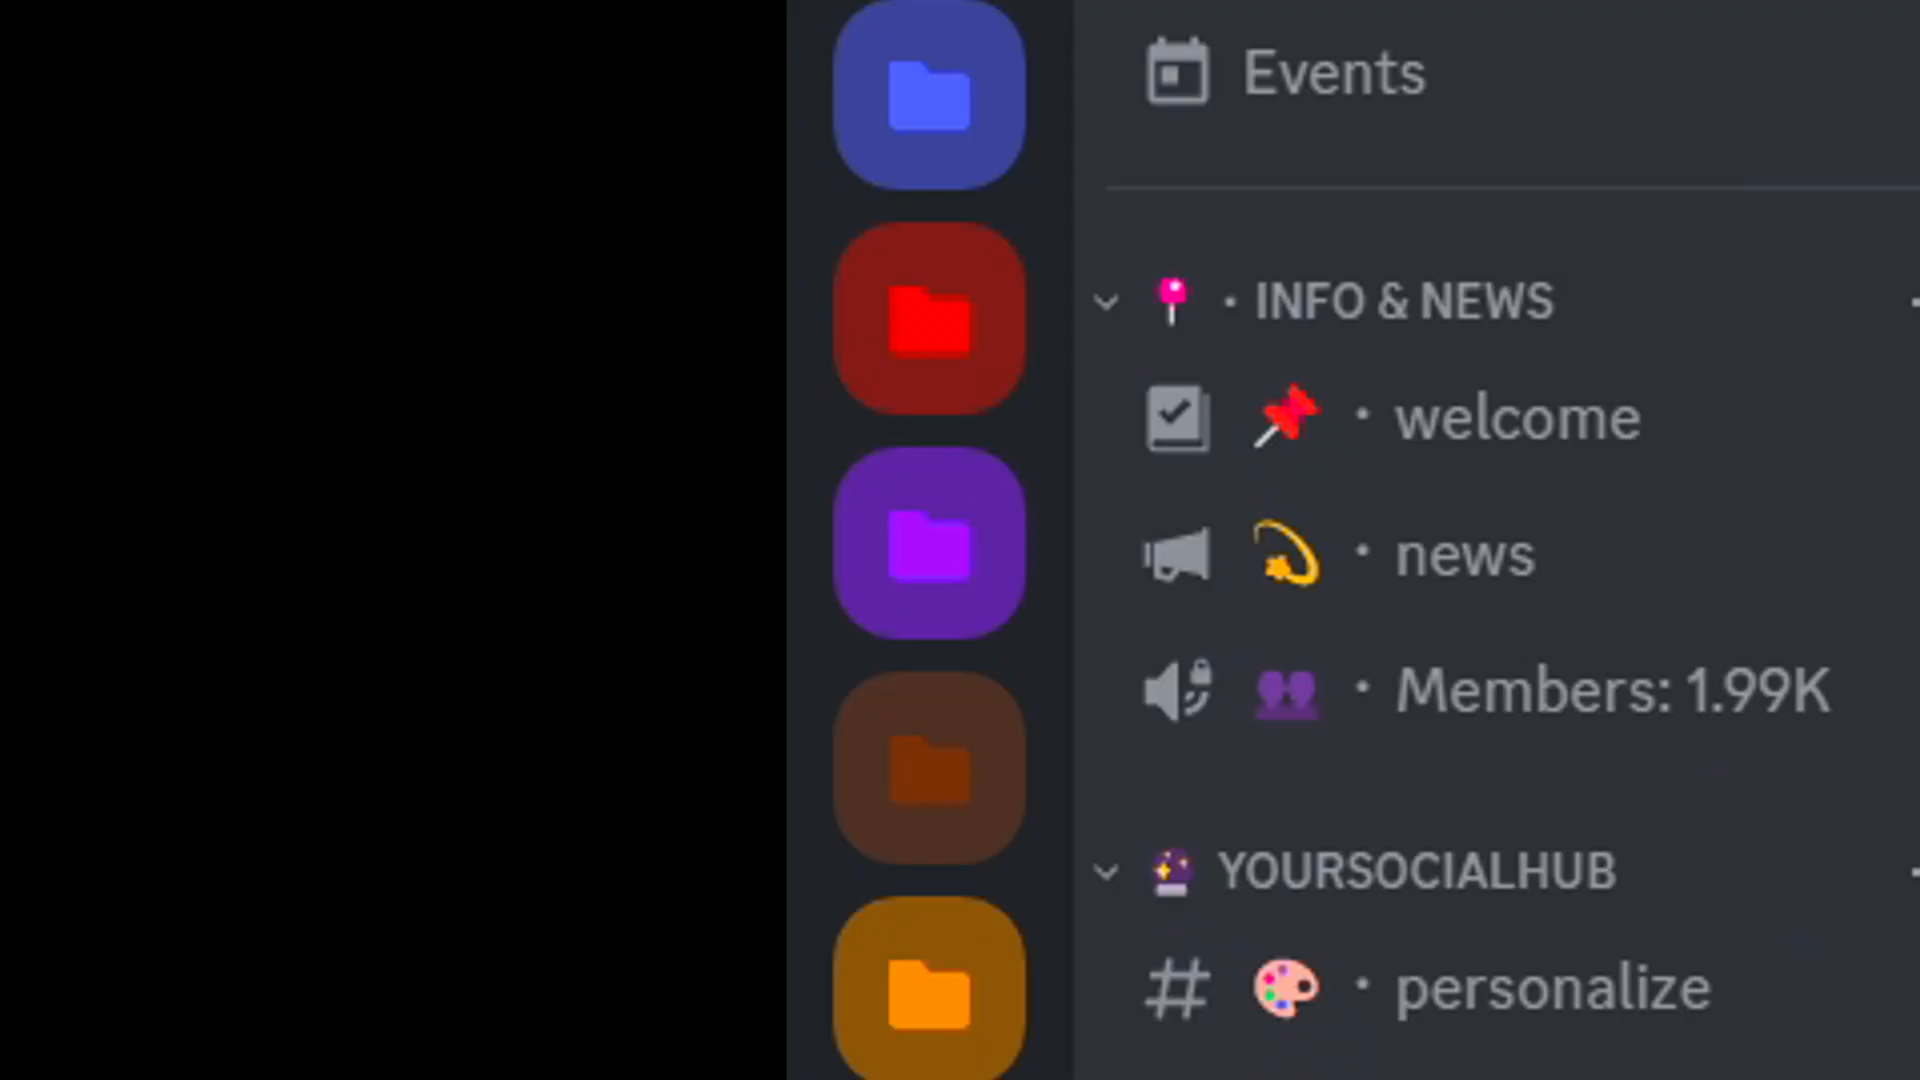 Events
• INFO & NEWS
• welcome
• news
• Members: 1.99K
YOURSOCIALHUB
# • personalize